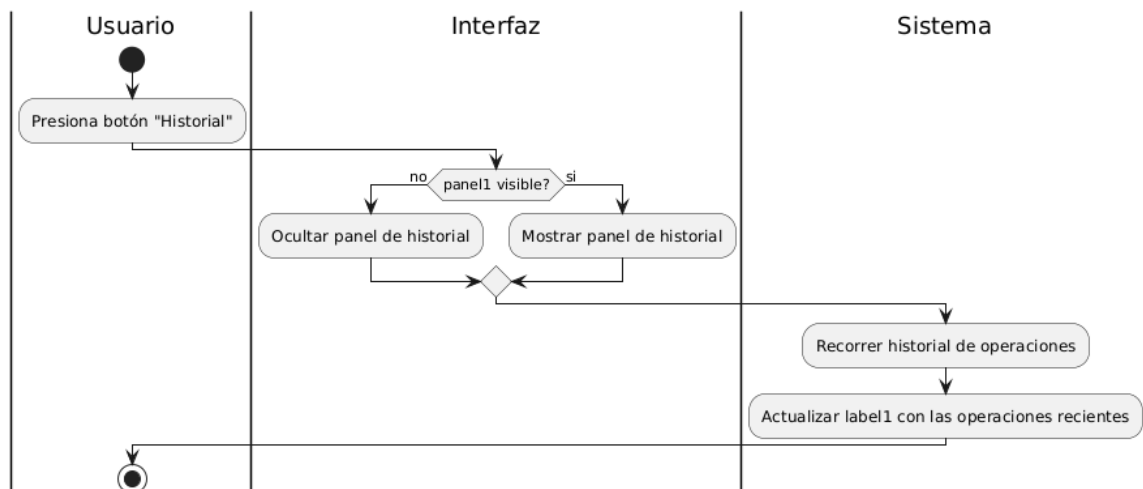 Usuario
Interfaz
Sistema
Presiona botón "Historial"
no
panel1 visible?
si
Ocultar panel de historial
Mostrar panel de historial
Recorrer historial de operaciones
Actualizar label1 con las operaciones recientes